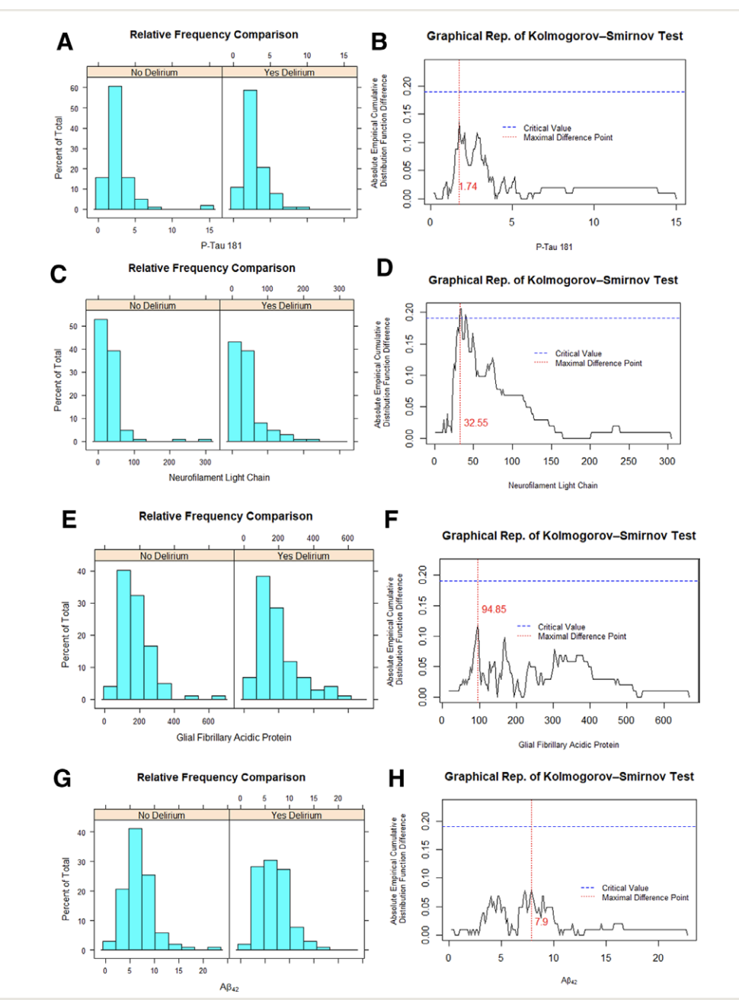 A
Relative Frequency Comparison
0 5 10 15
No Delirium Yes Delirium
Percent of Total
60
50
40
30
20
10
0
0 5 10 15
P-Tau 181
B
Graphical Rep. of Kolmogorov–Smirnov Test
Absolute Empirical Cumulative
Distribution Function Difference
0.20
0.15
0.10
0.05
0.00
Critical Value
Maximal Difference Point
1.74
0 5 10 15
P-Tau 181
C
Relative Frequency Comparison
0 100 200 300
No Delirium Yes Delirium
Percent of Total
50
40
30
20
10
0
0 100 200 300
Neurofilament Light Chain
D
Graphical Rep. of Kolmogorov–Smirnov Test
Absolute Empirical Cumulative
Distribution Function Difference
0.20
0.15
0.10
0.05
0.00
Critical Value
Maximal Difference Point
32.55
0 50 100 150 200 250 300
Neurofilament Light Chain
E
Relative Frequency Comparison
0 200 400 600
No Delirium Yes Delirium
Percent of Total
40
30
20
10
0
0 200 400 600
Glial Fibrillary Acidic Protein
F
Graphical Rep. of Kolmogorov–Smirnov Test
Absolute Empirical Cumulative
Distribution Function Difference
0.20
0.15
0.10
0.05
0.00
94.85
Critical Value
Maximal Difference Point
0 100 200 300 400 500 600
Glial Fibrillary Acidic Protein
G
Relative Frequency Comparison
0 5 10 15 20
No Delirium Yes Delirium
Percent of Total
40
30
20
10
0
0 5 10 15 20
Aβ₄₂
H
Graphical Rep. of Kolmogorov–Smirnov Test
Absolute Empirical Cumulative
Distribution Function Difference
0.20
0.15
0.10
0.05
0.00
Critical Value
Maximal Difference Point
7.9
0 5 10 15 20
Aβ₄₂